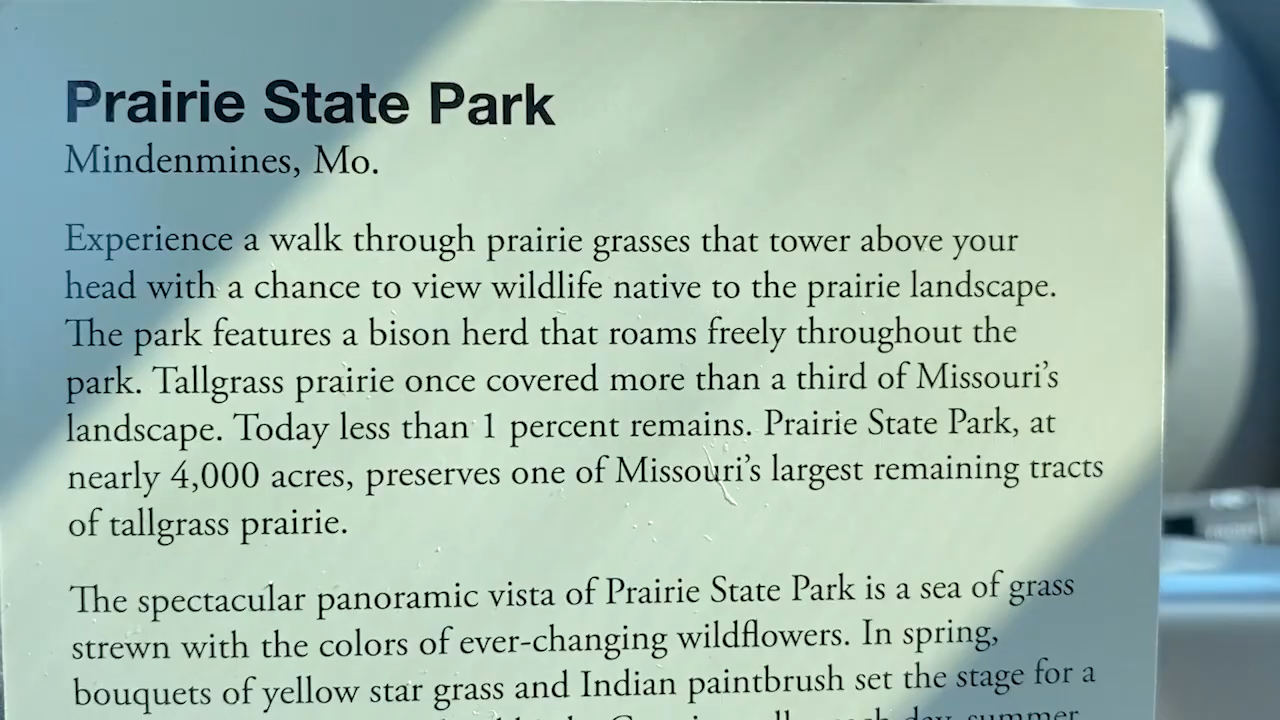 Prairie State Park
Mindenmines, Mo.
Experience a walk through prairie grasses that tower above your
head with a chance to view wildlife native to the prairie landscape.
The park features a bison herd that roams freely throughout the
park. Tallgrass prairie once covered more than a third of Missouri's
landscape. Today less than 1 percent remains. Prairie State Park, at
nearly 4,000 acres, preserves one of Missouri's largest remaining tracts
of tallgrass prairie.
The spectacular panoramic vista of Prairie State Park is a sea of grass
strewn with the colors of ever-changing wildflowers. In spring,
bouquets of yellow star grass and Indian paintbrush set the stage for a
day, summer